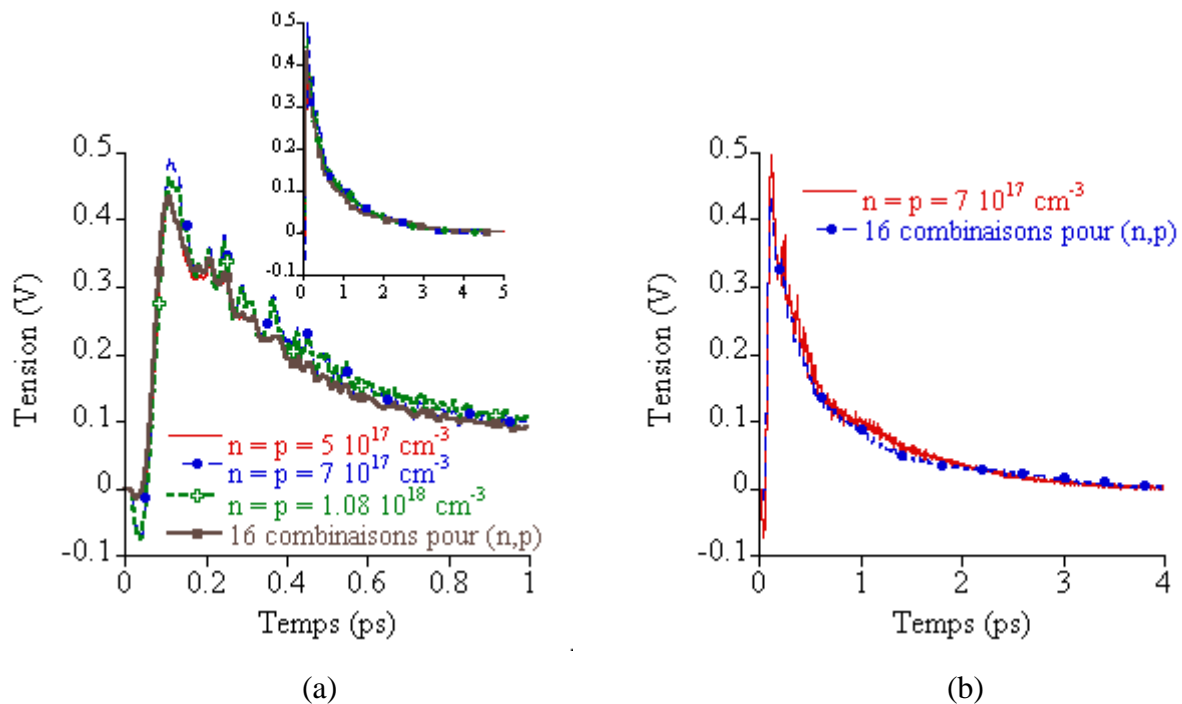 0.5
0.4
0.3
0.2
0.1
0
-0.1
0 1 2 3 4 5
0.5
0.4
0.3
0.2
0.1
0
-0.1
Tension (V)
n = p = 5 10^17 cm^-3
n = p = 7 10^17 cm^-3
n = p = 1.08 10^18 cm^-3
16 combinaisons pour (n,p)
0 0.2 0.4 0.6 0.8 1
Temps (ps)
(a)
0.5
0.4
0.3
0.2
0.1
0
-0.1
Tension (V)
n = p = 7 10^17 cm^-3
16 combinaisons pour (n,p)
0 1 2 3 4
Temps (ps)
(b)